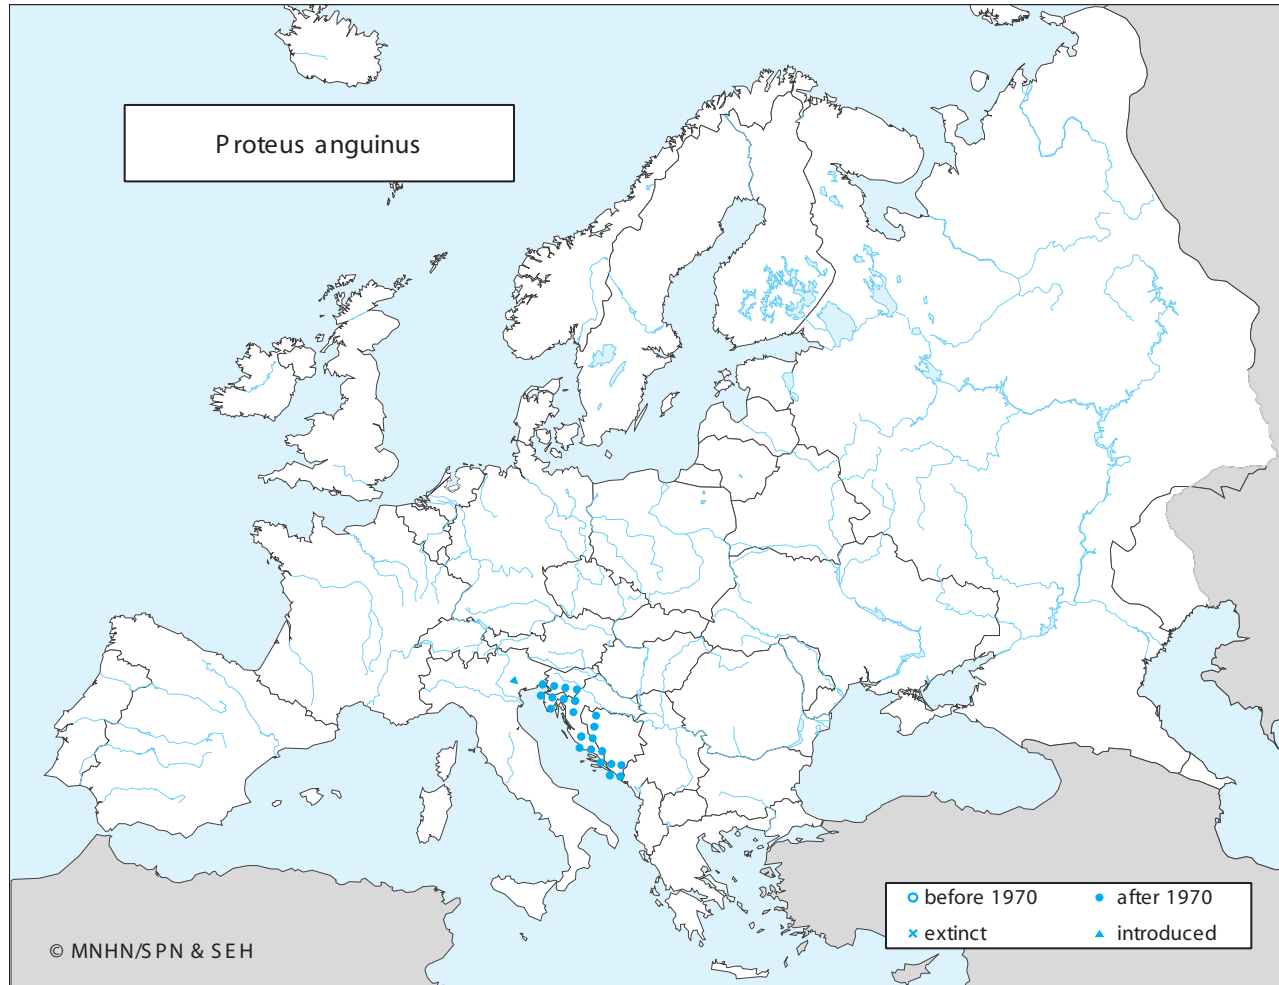 Proteus anguinus
before 1970
after 1970
extinct
introduced
© MNHN/SPN & SEH